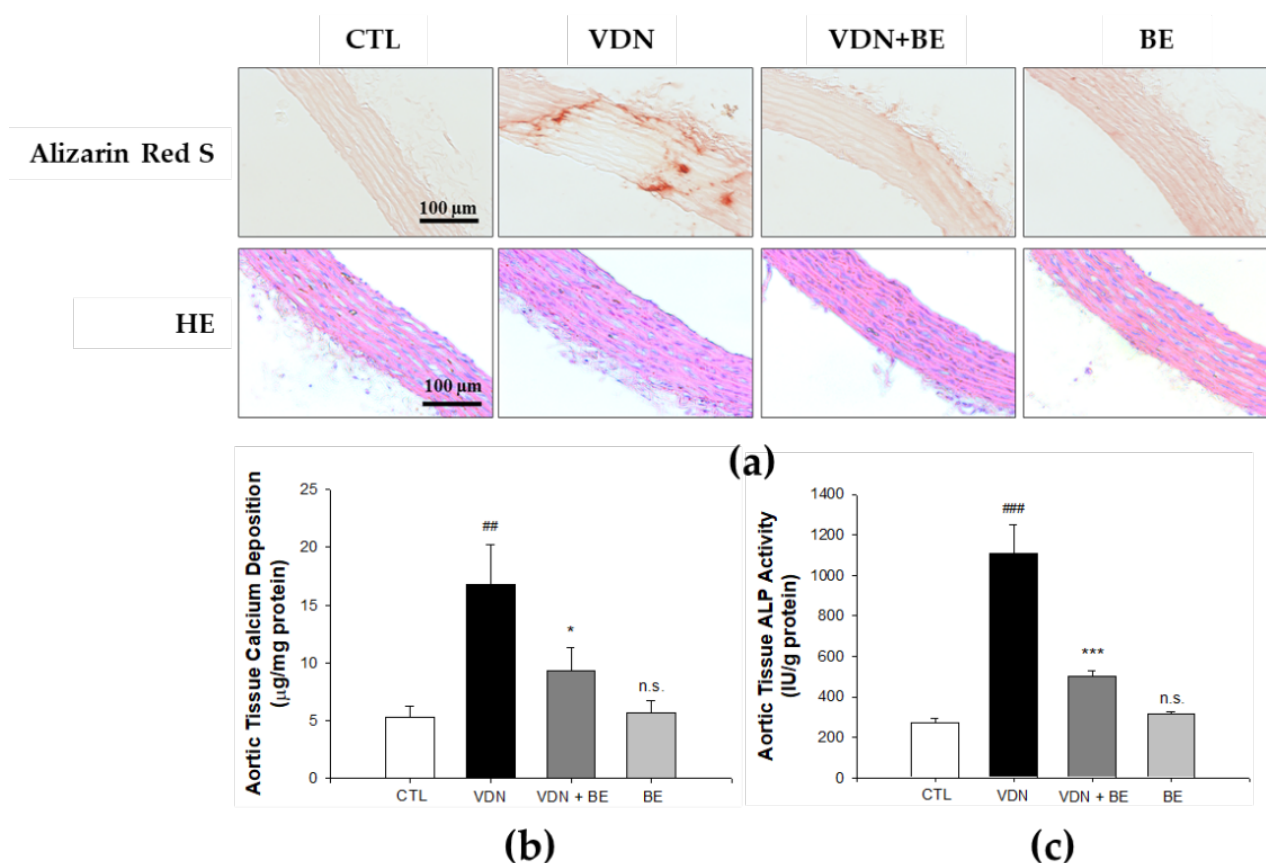 CTL VDN VDN+BE BE
Alizarin Red S
100 μm
HE
100 μm
(a)
Aortic Tissue Calcium Deposition
(μg/mg protein)
25
20
15
10
5
0
##
*
n.s.
CTL VDN VDN + BE BE
(b)
Aortic Tissue ALP Activity
(IU/g protein)
1400
1200
1000
800
600
400
200
0
###
***
n.s.
CTL VDN VDN + BE BE
(c)